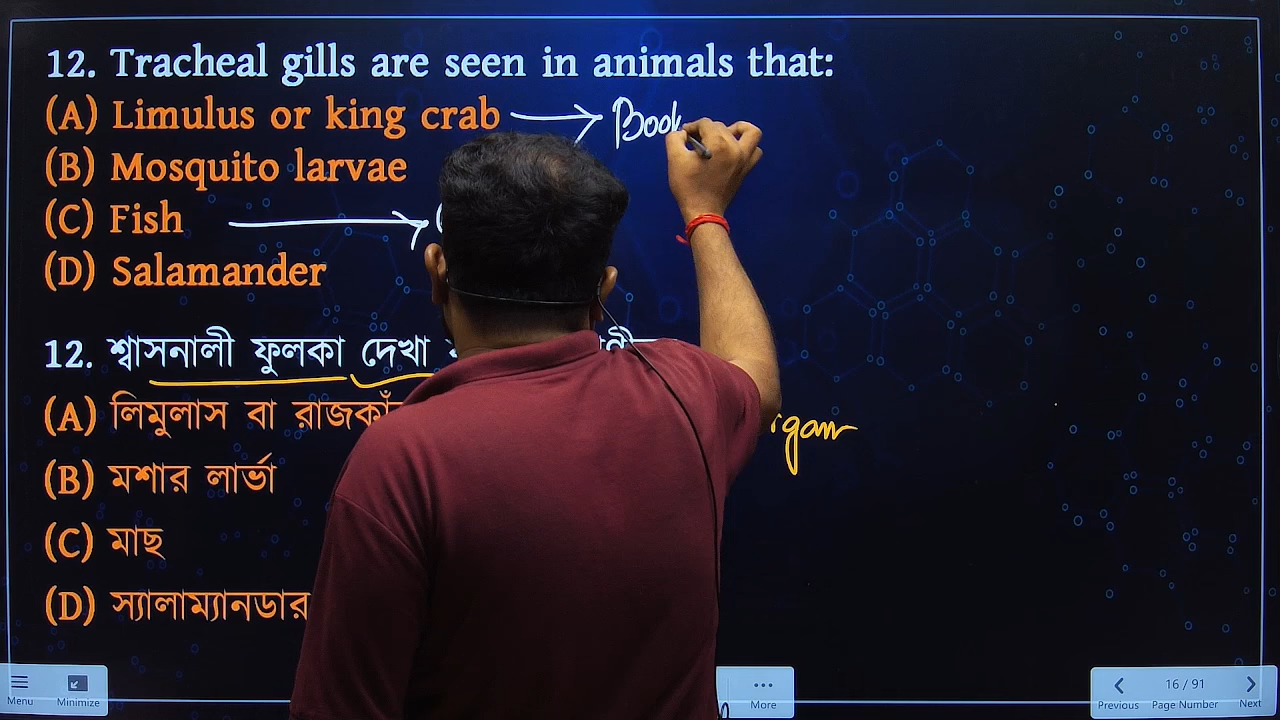 12. Tracheal gills are seen in animals that:
(A) Limulus or king crab → Book
(B) Mosquito larvae
(C) Fish →
(D) Salamander
12. শ্বাসনালী ফুলকা দেখা
(A) লিমুলাস বা
(B) মশার লার্ভা
(C) মাছ
(D) স্যালাম্যানডার
Menu
Minimize
More
16 / 91
Previous Page Number Next